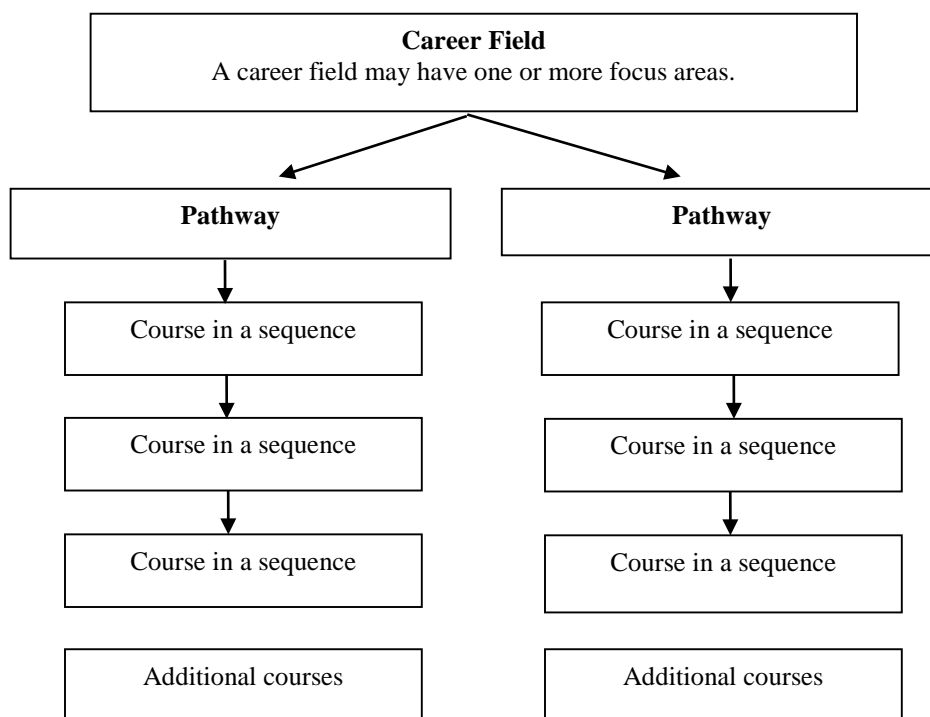 Career Field
A career field may have one or more focus areas.
Pathway
Pathway
Course in a sequence
Course in a sequence
Course in a sequence
Course in a sequence
Course in a sequence
Course in a sequence
Additional courses
Additional courses